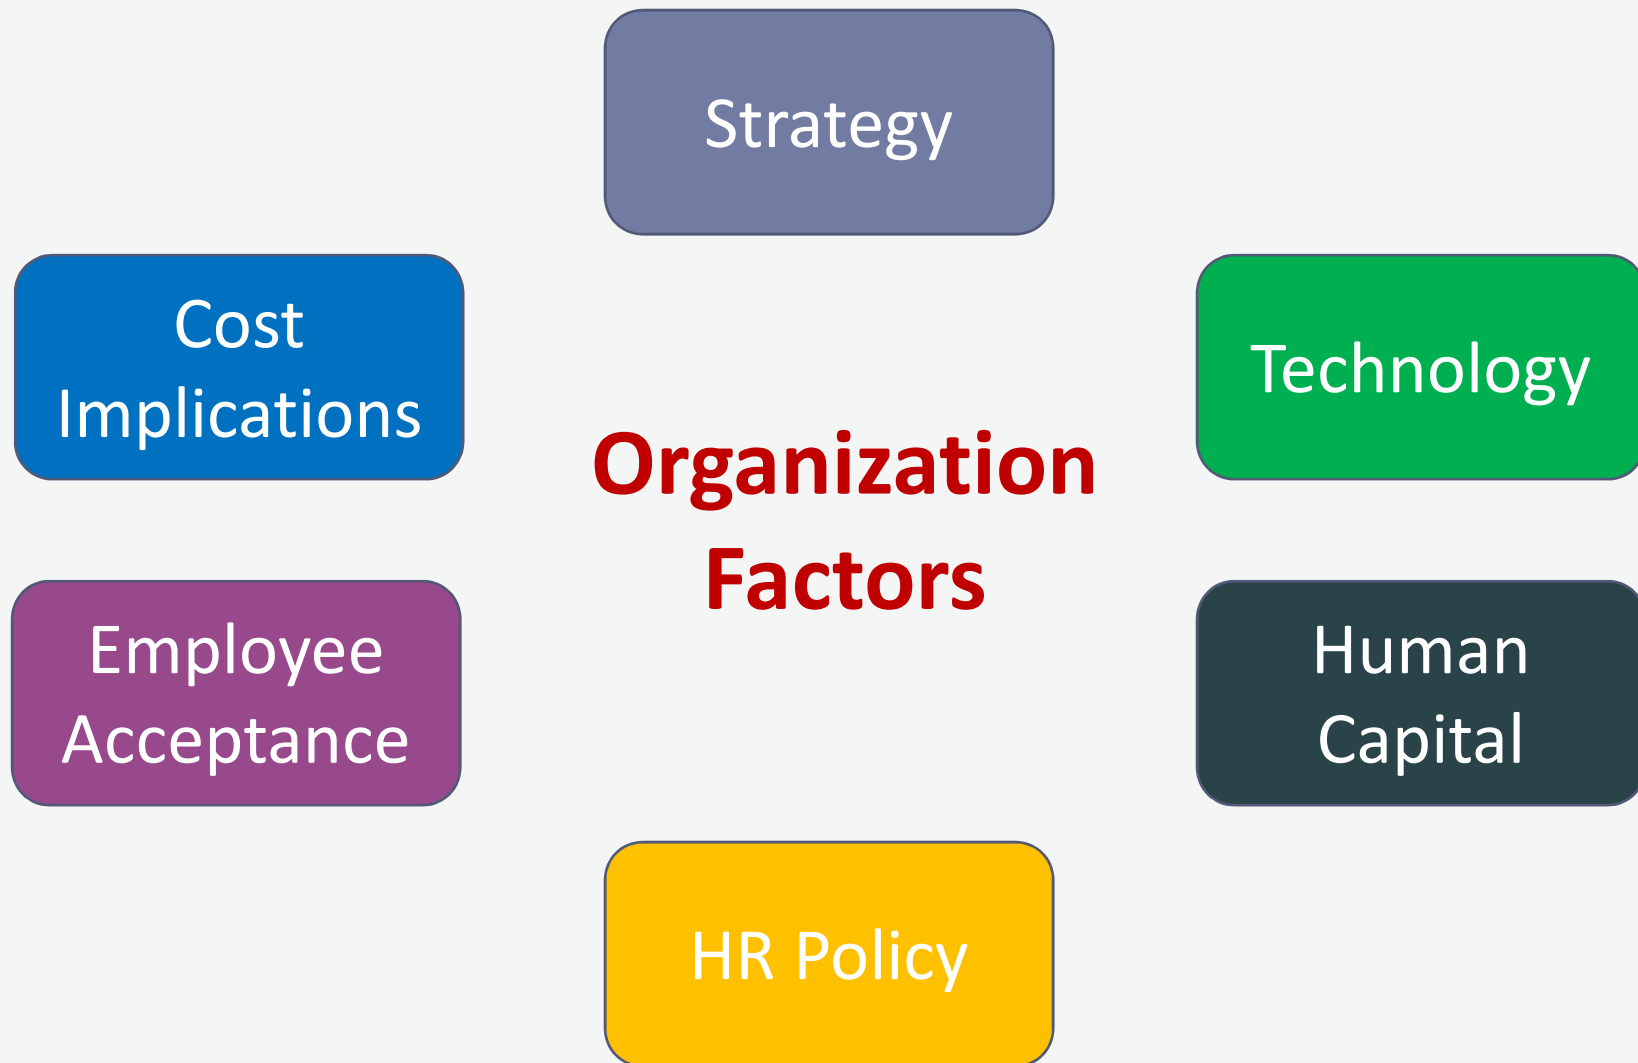 Strategy
Cost
Implications
Technology
Organization
Factors
Employee
Acceptance
Human
Capital
HR Policy